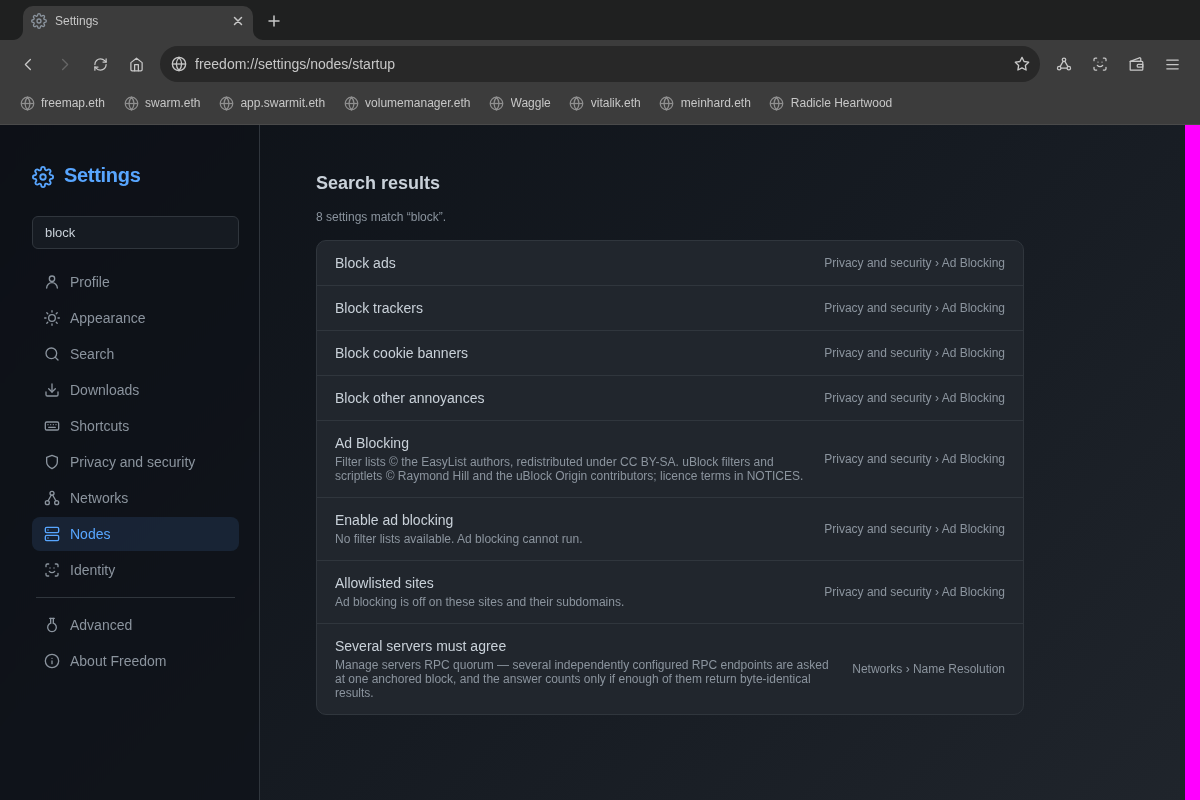 Settings
freedom://settings/nodes/startup
freemap.eth
swarm.eth
app.swarmit.eth
volumemanager.eth
Waggle
vitalik.eth
meinhard.eth
Radicle Heartwood
Settings
block
Profile
Appearance
Search
Downloads
Shortcuts
Privacy and security
Networks
Nodes
Identity
Advanced
About Freedom
Search results
8 settings match “block”.
Block ads
Privacy and security › Ad Blocking
Block trackers
Privacy and security › Ad Blocking
Block cookie banners
Privacy and security › Ad Blocking
Block other annoyances
Privacy and security › Ad Blocking
Ad Blocking
Filter lists © the EasyList authors, redistributed under CC BY-SA. uBlock filters and
scriptlets © Raymond Hill and the uBlock Origin contributors; licence terms in NOTICES.
Privacy and security › Ad Blocking
Enable ad blocking
No filter lists available. Ad blocking cannot run.
Privacy and security › Ad Blocking
Allowlisted sites
Ad blocking is off on these sites and their subdomains.
Privacy and security › Ad Blocking
Several servers must agree
Manage servers RPC quorum — several independently configured RPC endpoints are asked
at one anchored block, and the answer counts only if enough of them return byte-identical
results.
Networks › Name Resolution